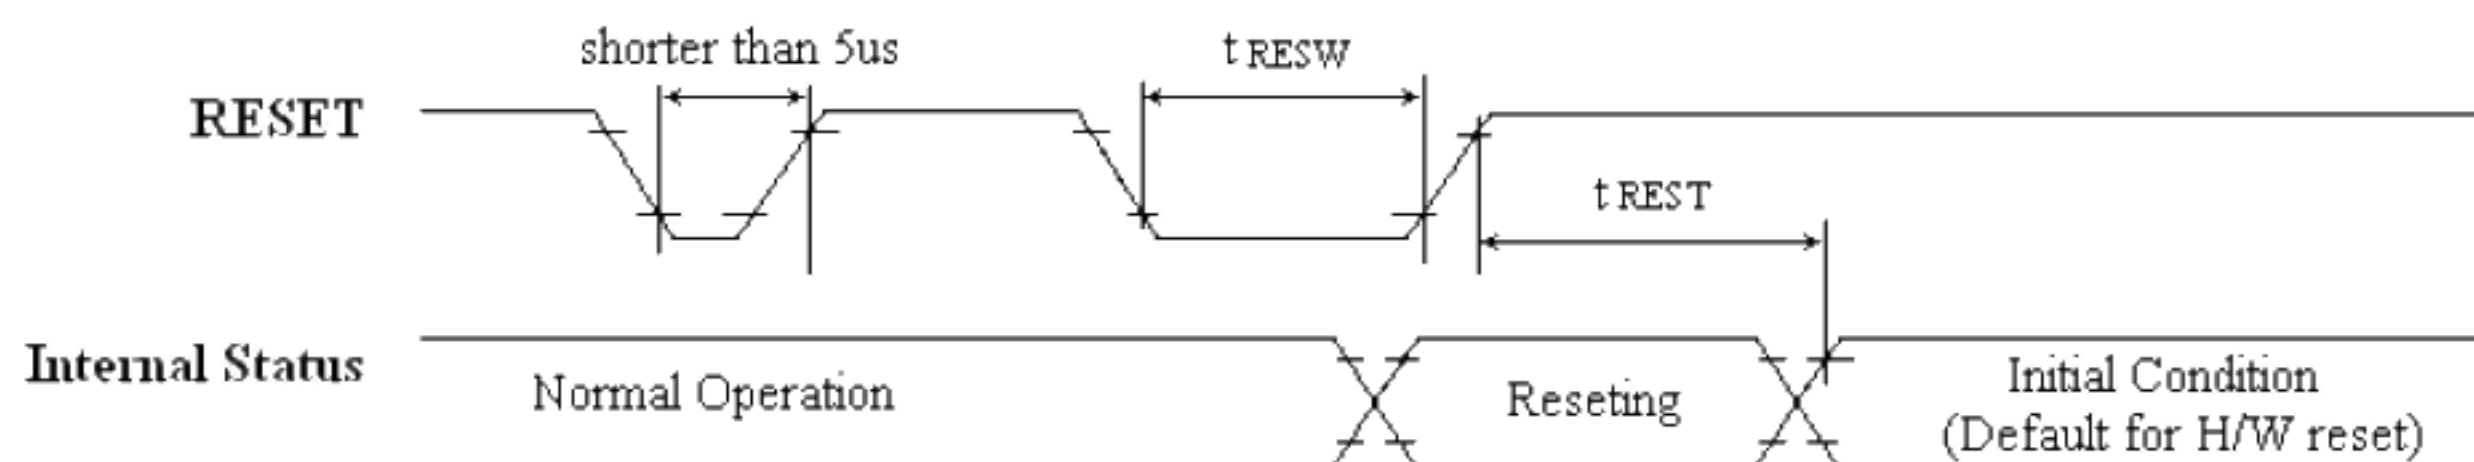 shorter than 5us
t RESW
RESET
t REST
Internal Status
Normal Operation
Reseting
Initial Condition
(Default for H/W reset)